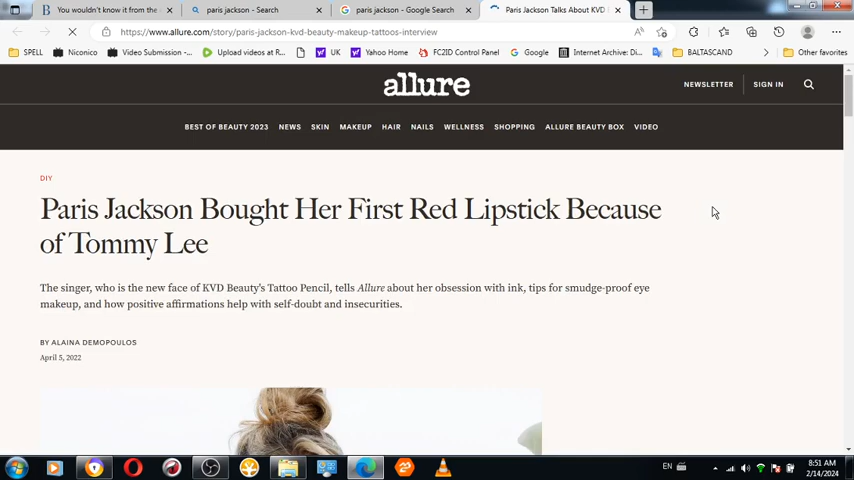 You wouldn't know it from the
paris jackson - Search
paris jackson - Google Search
Paris Jackson Talks About KVD
https://www.allure.com/story/paris-jackson-kvd-beauty-makeup-tattoos-interview
SPELL
Niconico
Video Submission -
Upload videos at R...
UK
Yahoo Home
FC2ID Control Panel
Google
Internet Archive: Di...
BALTASCAND
Other favorites
allure
NEWSLETTER
SIGN IN
BEST OF BEAUTY 2023 NEWS SKIN MAKEUP HAIR NAILS WELLNESS SHOPPING ALLURE BEAUTY BOX VIDEO
DIY
Paris Jackson Bought Her First Red Lipstick Because
of Tommy Lee
The singer, who is the new face of KVD Beauty's Tattoo Pencil, tells Allure about her obsession with ink, tips for smudge-proof eye
makeup, and how positive affirmations help with self-doubt and insecurities.
BY ALAINA DEMOPOULOS
April 5, 2022
EN
8:51 AM
2/14/2024